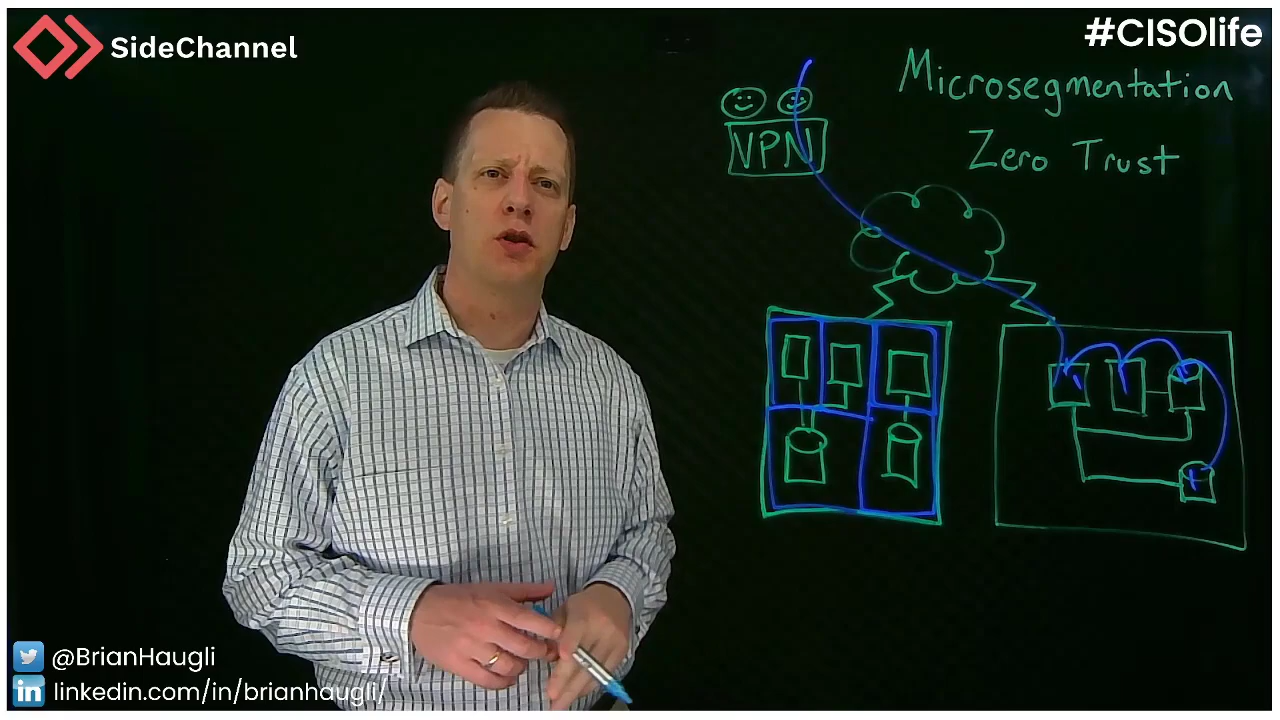 SideChannel
#CISOlife
Microsegmentation
Zero Trust
VPN
@BrianHaugli
linkedin.com/in/brianhaugli/